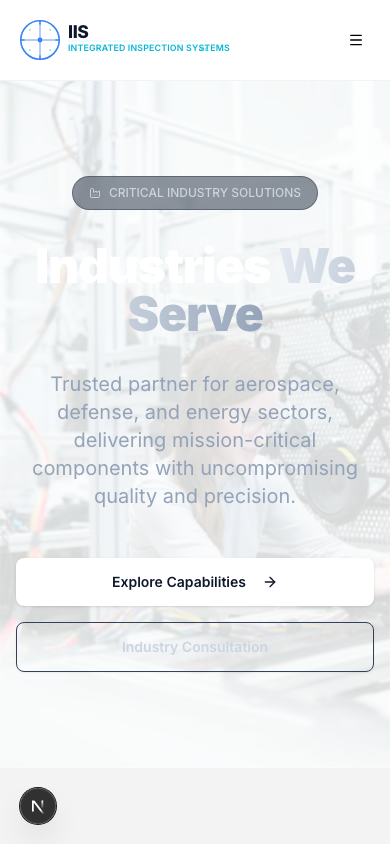 IIS
INTEGRATED INSPECTION SYSTEMS
CRITICAL INDUSTRY SOLUTIONS
Industries We
Serve
Trusted partner for aerospace,
defense, and energy sectors,
delivering mission-critical
components with uncompromising
quality and precision.
Explore Capabilities
Industry Consultation
N